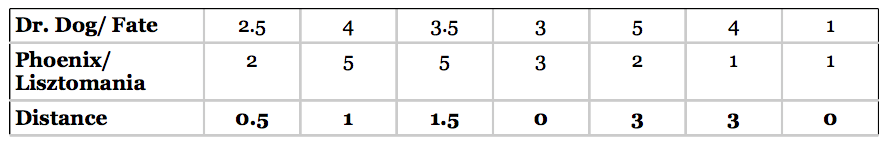 Dr. Dog/ Fate 2.5 4 3.5 3 5 4 1
Phoenix/ 2 5 5 3 2 1 1
Lisztomania
Distance 0.5 1 1.5 0 3 3 0